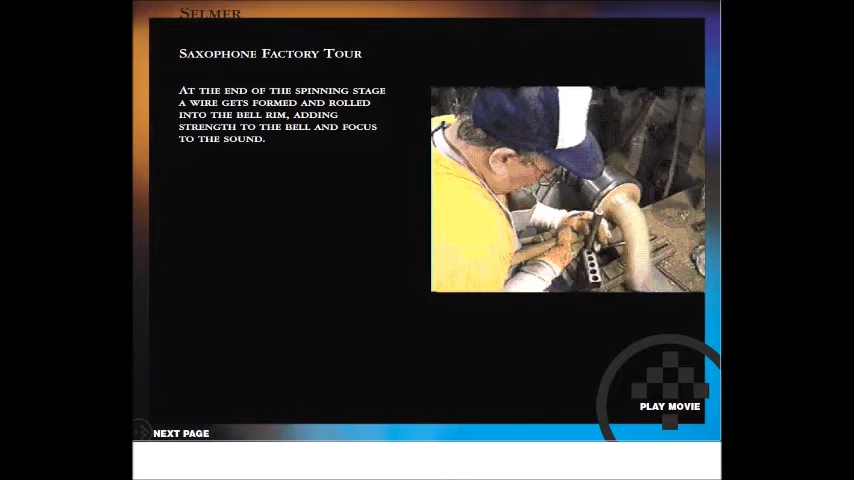 SELMER
SAXOPHONE FACTORY TOUR
AT THE END OF THE SPINNING STAGE
A WIRE GETS FORMED AND ROLLED
INTO THE BELL RIM, ADDING
STRENGTH TO THE BELL AND FOCUS
TO THE SOUND.
PLAY MOVIE
NEXT PAGE